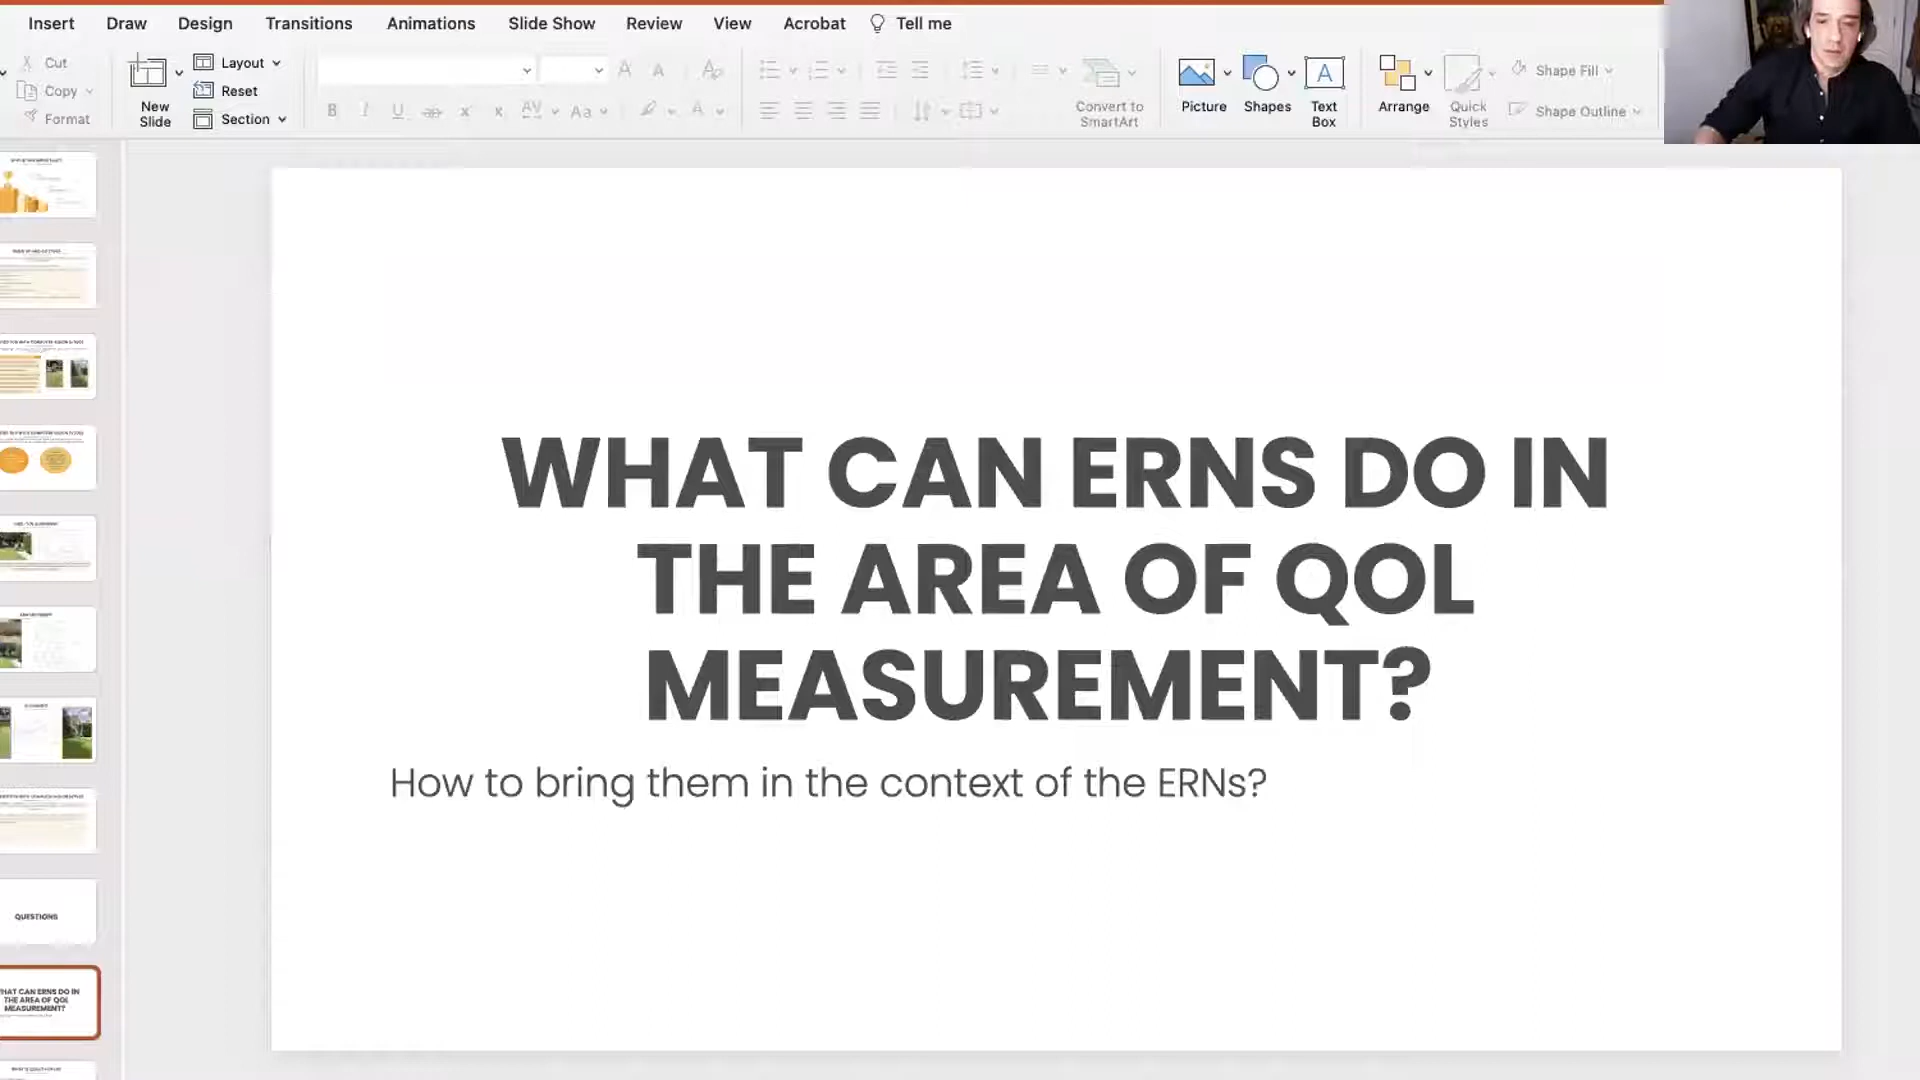 Insert Draw Design Transitions Animations Slide Show Review View Acrobat Tell me
Cut
Copy
Format
New
Slide
Layout
Reset
Section
Convert to
SmartArt
Picture
Shapes
Text
Box
Arrange
Quick
Styles
Shape Fill
Shape Outline
WHAT CAN ERNS DO IN
THE AREA OF QOL
MEASUREMENT?
How to bring them in the context of the ERNs?
QUESTIONS
HAT CAN ERNS DO IN
THE AREA OF QOL
MEASUREMENT?